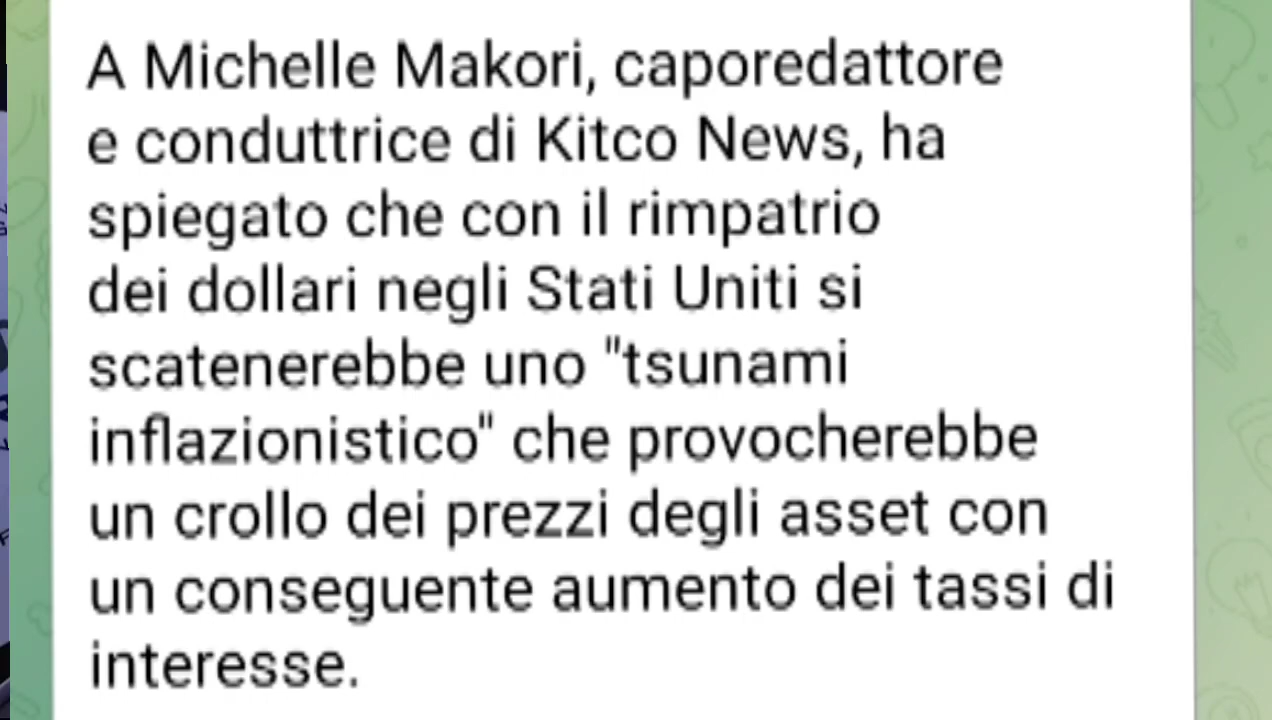 A Michelle Makori, caporedattore
e conduttrice di Kitco News, ha
spiegato che con il rimpatrio
dei dollari negli Stati Uniti si
scatenerebbe uno "tsunami
inflazionistico" che provocherebbe
un crollo dei prezzi degli asset con
un conseguente aumento dei tassi di
interesse.